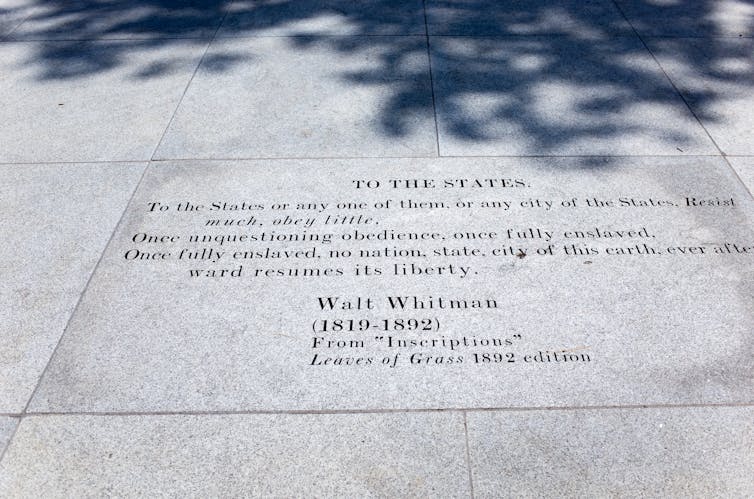 TO THE STATES.
To the States or any one of them, or any city of the States, Resist
much, obey little,
Once unquestioning obedience, once fully enslaved,
Once fully enslaved, no nation, state, city of this earth, ever after
ward resumes its liberty.
Walt Whitman
(1819-1892)
From "Inscriptions"
Leaves of Grass 1892 edition